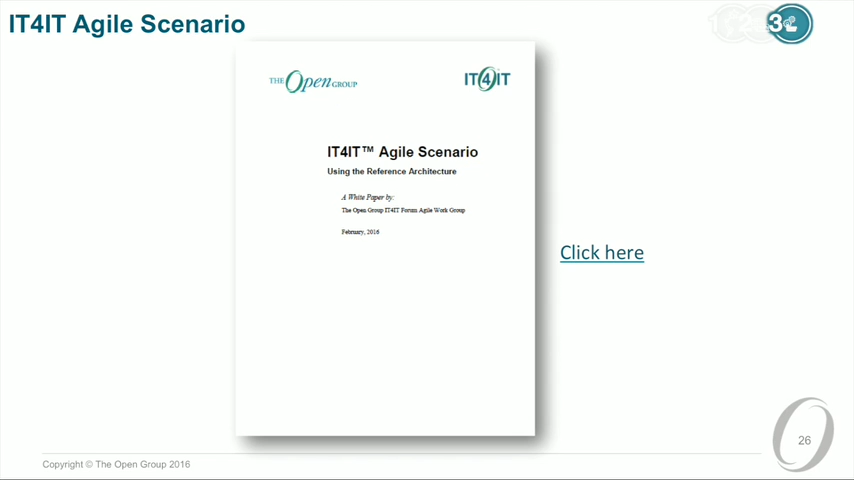 IT4IT Agile Scenario
3
THE Open GROUP
IT4IT
IT4IT™ Agile Scenario
Using the Reference Architecture
A White Paper by:
The Open Group IT4IT Forum Agile Work Group
February, 2016
Click here
26
Copyright © The Open Group 2016